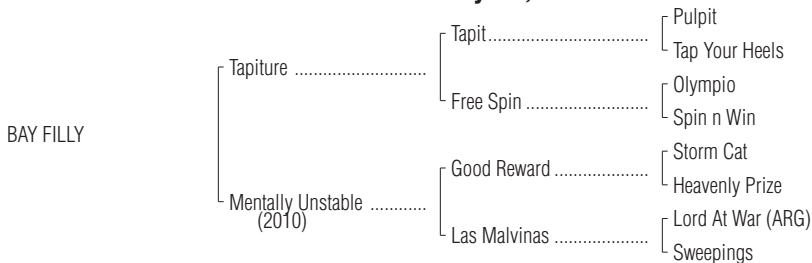 Pulpit
Tapit..................................
Tap Your Heels
Tapiture ............................
Olympio
Free Spin ..........................
Spin n Win
BAY FILLY
Storm Cat
Good Reward ....................
Heavenly Prize
Mentally Unstable ............
(2010)
Lord At War (ARG)
Las Malvinas ....................
Sweepings